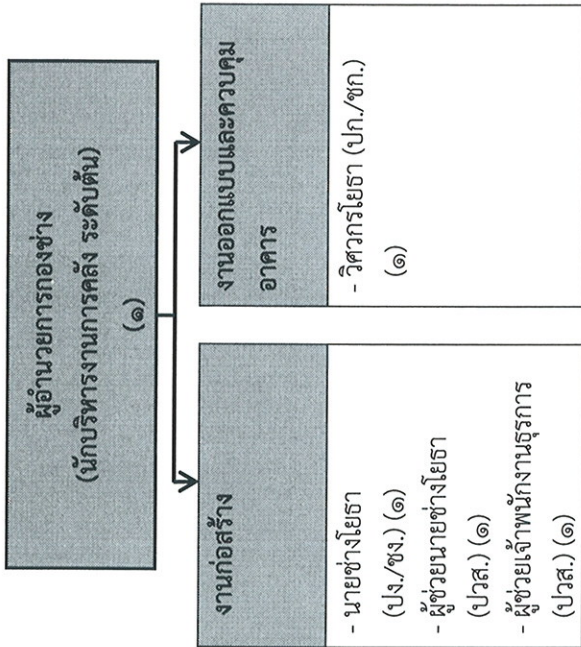 ผู้อำนวยการกองช่าง
(นักบริหารงานการคลัง ระดับต้น)
(๑)
งานก่อสร้าง
- นายช่างโยธา
(ปง./ชง.) (๑)
- ผู้ช่วยนายช่างโยธา
(ปวส.) (๑)
- ผู้ช่วยเจ้าพนักงานธุรการ
(ปวส.) (๑)
งานออกแบบและควบคุม
อาคาร
- วิศวกรโยธา (ปก./ชก.)
(๑)